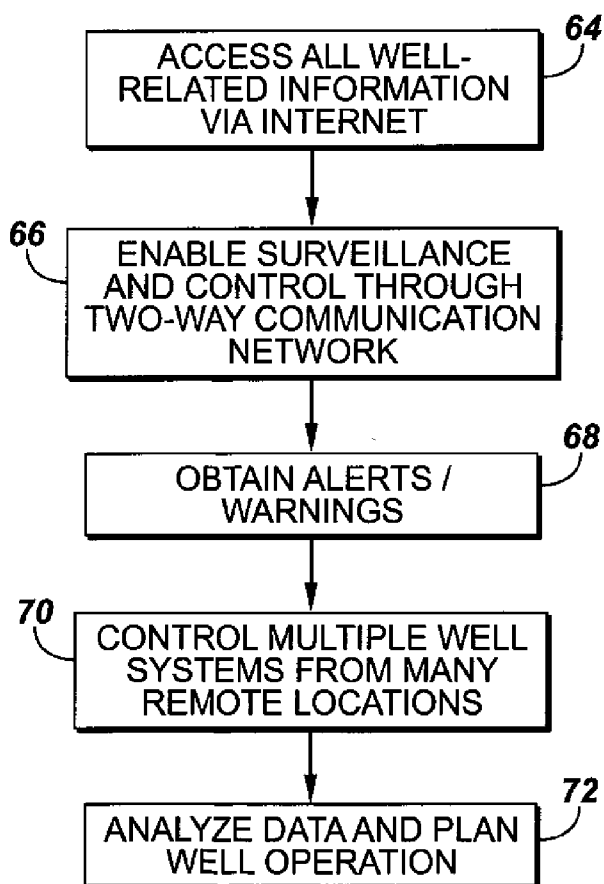 64
ACCESS ALL WELL-
RELATED INFORMATION
VIA INTERNET
66
ENABLE SURVEILLANCE
AND CONTROL THROUGH
TWO-WAY COMMUNICATION
NETWORK
68
OBTAIN ALERTS /
WARNINGS
70
CONTROL MULTIPLE WELL
SYSTEMS FROM MANY
REMOTE LOCATIONS
72
ANALYZE DATA AND PLAN
WELL OPERATION